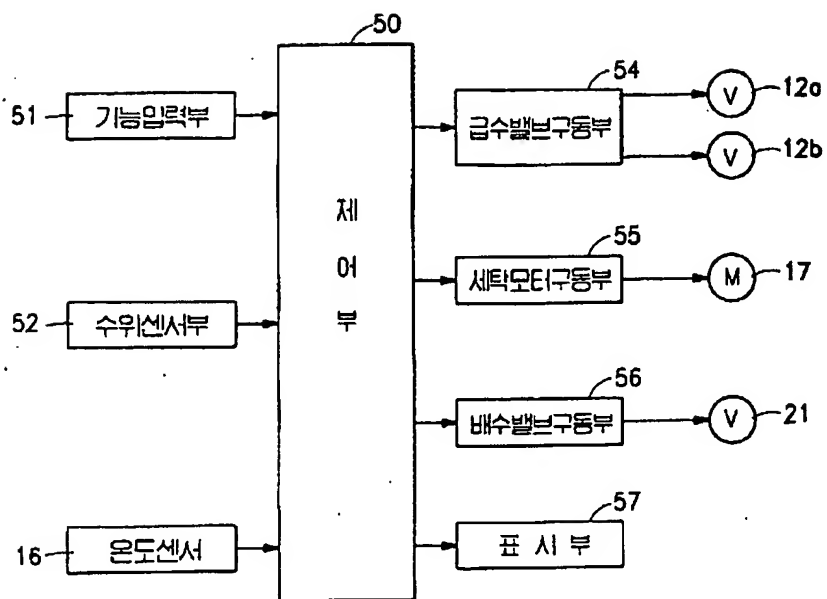 50
51
기능입력부
52
수위센서부
16
온도센서
제
어
부
54
급수밸브구동부
V
12a
V
12b
55
세탁모터구동부
M
17
56
배수밸브구동부
V
21
57
표 시 부